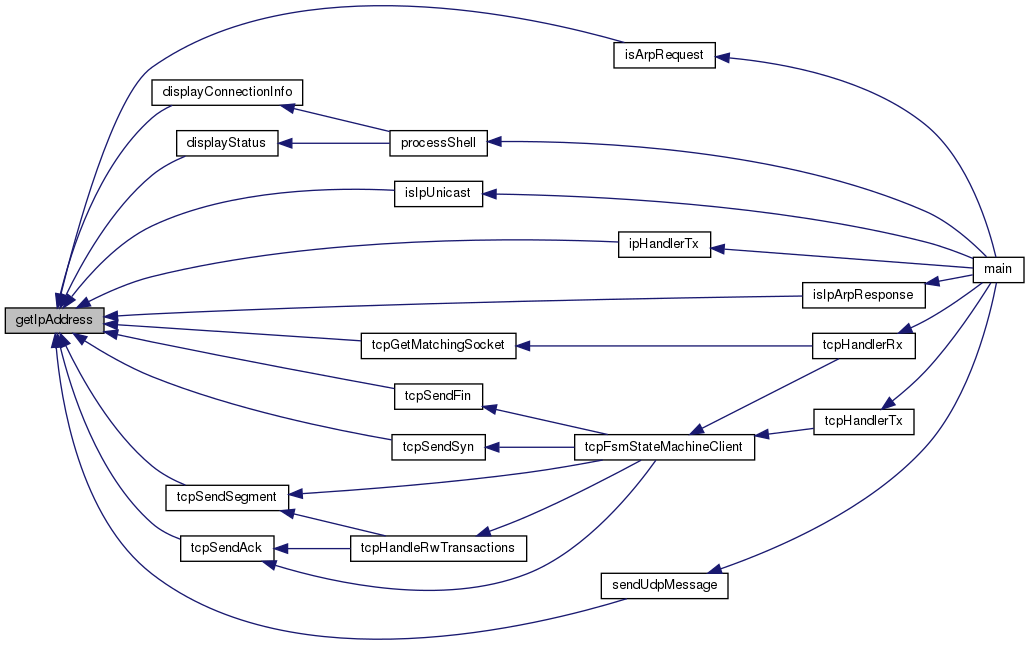 isArpRequest
displayConnectionInfo
displayStatus
processShell
isIpUnicast
ipHandlerTx
main
isIpArpResponse
getIpAddress
tcpGetMatchingSocket
tcpHandlerRx
tcpSendFin
tcpHandlerTx
tcpSendSyn
tcpFsmStateMachineClient
tcpSendSegment
tcpSendAck
tcpHandleRwTransactions
sendUdpMessage